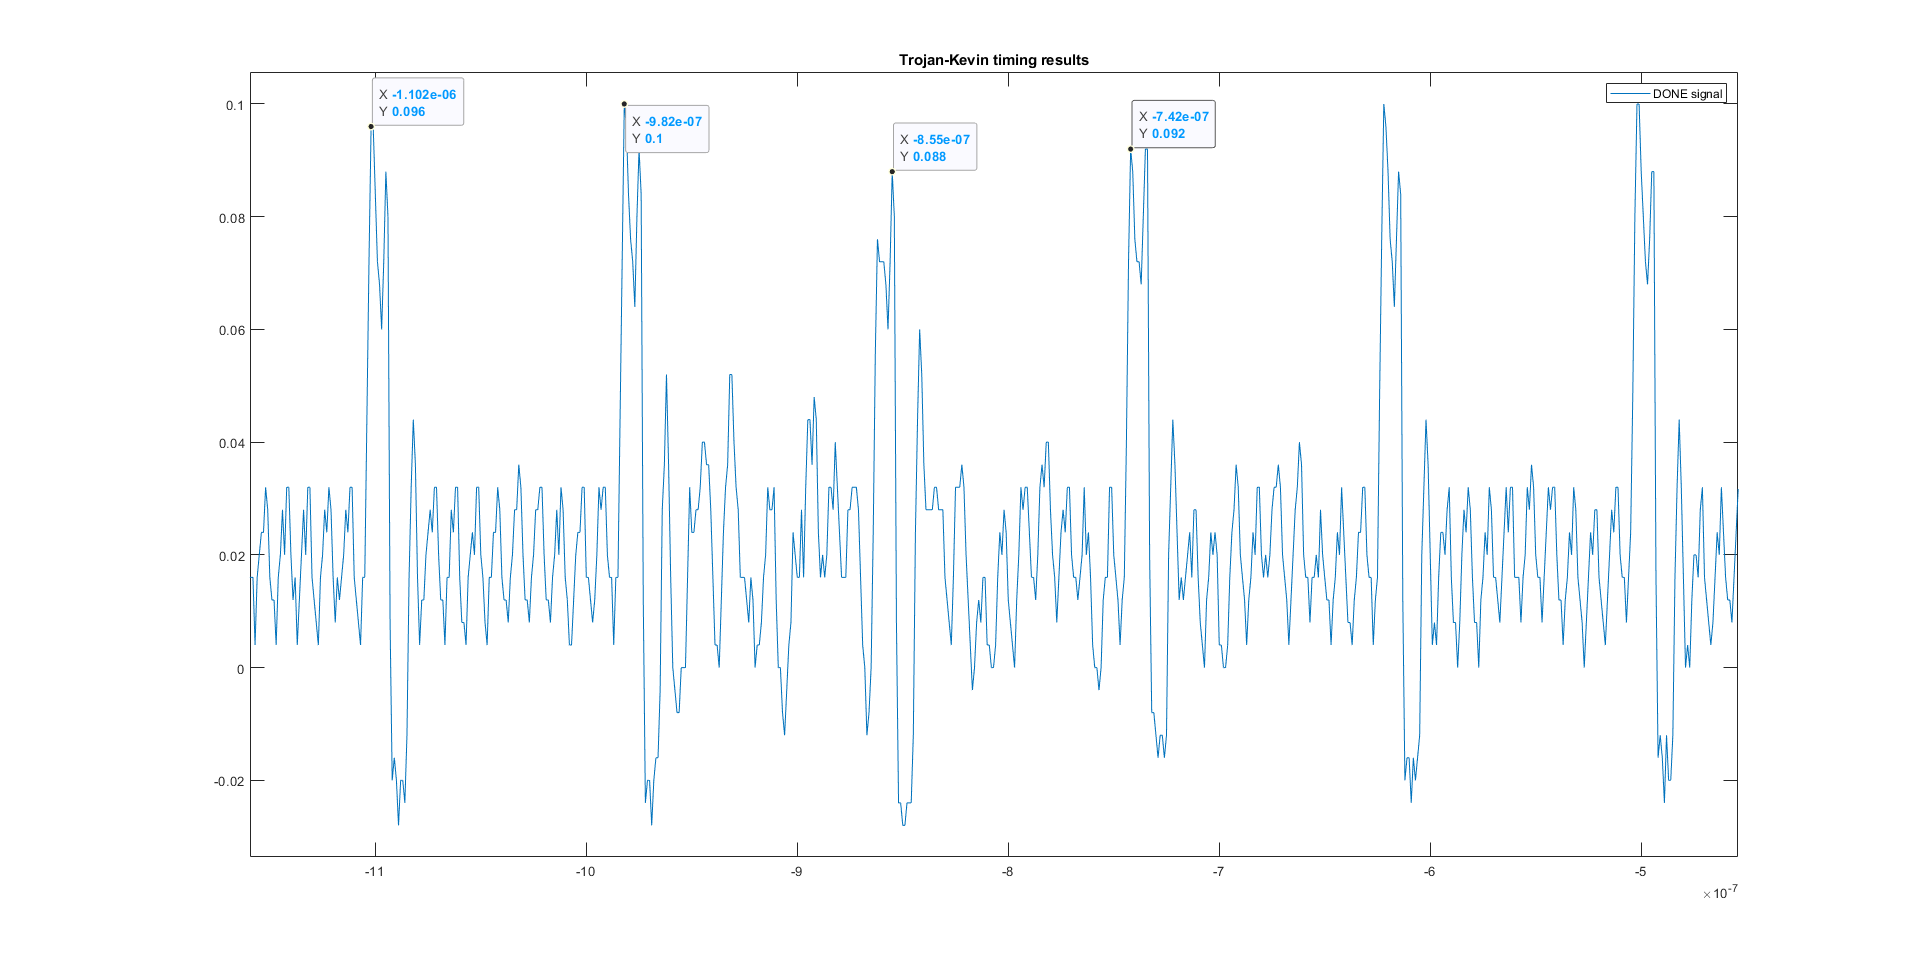 Trojan-Kevin timing results
X -1.102e-06
Y 0.096
X -9.82e-07
Y 0.1
X -8.55e-07
Y 0.088
X -7.42e-07
Y 0.092
DONE signal
0.1
0.08
0.06
0.04
0.02
0
-0.02
-11
-10
-9
-8
-7
-6
-5
×10-7